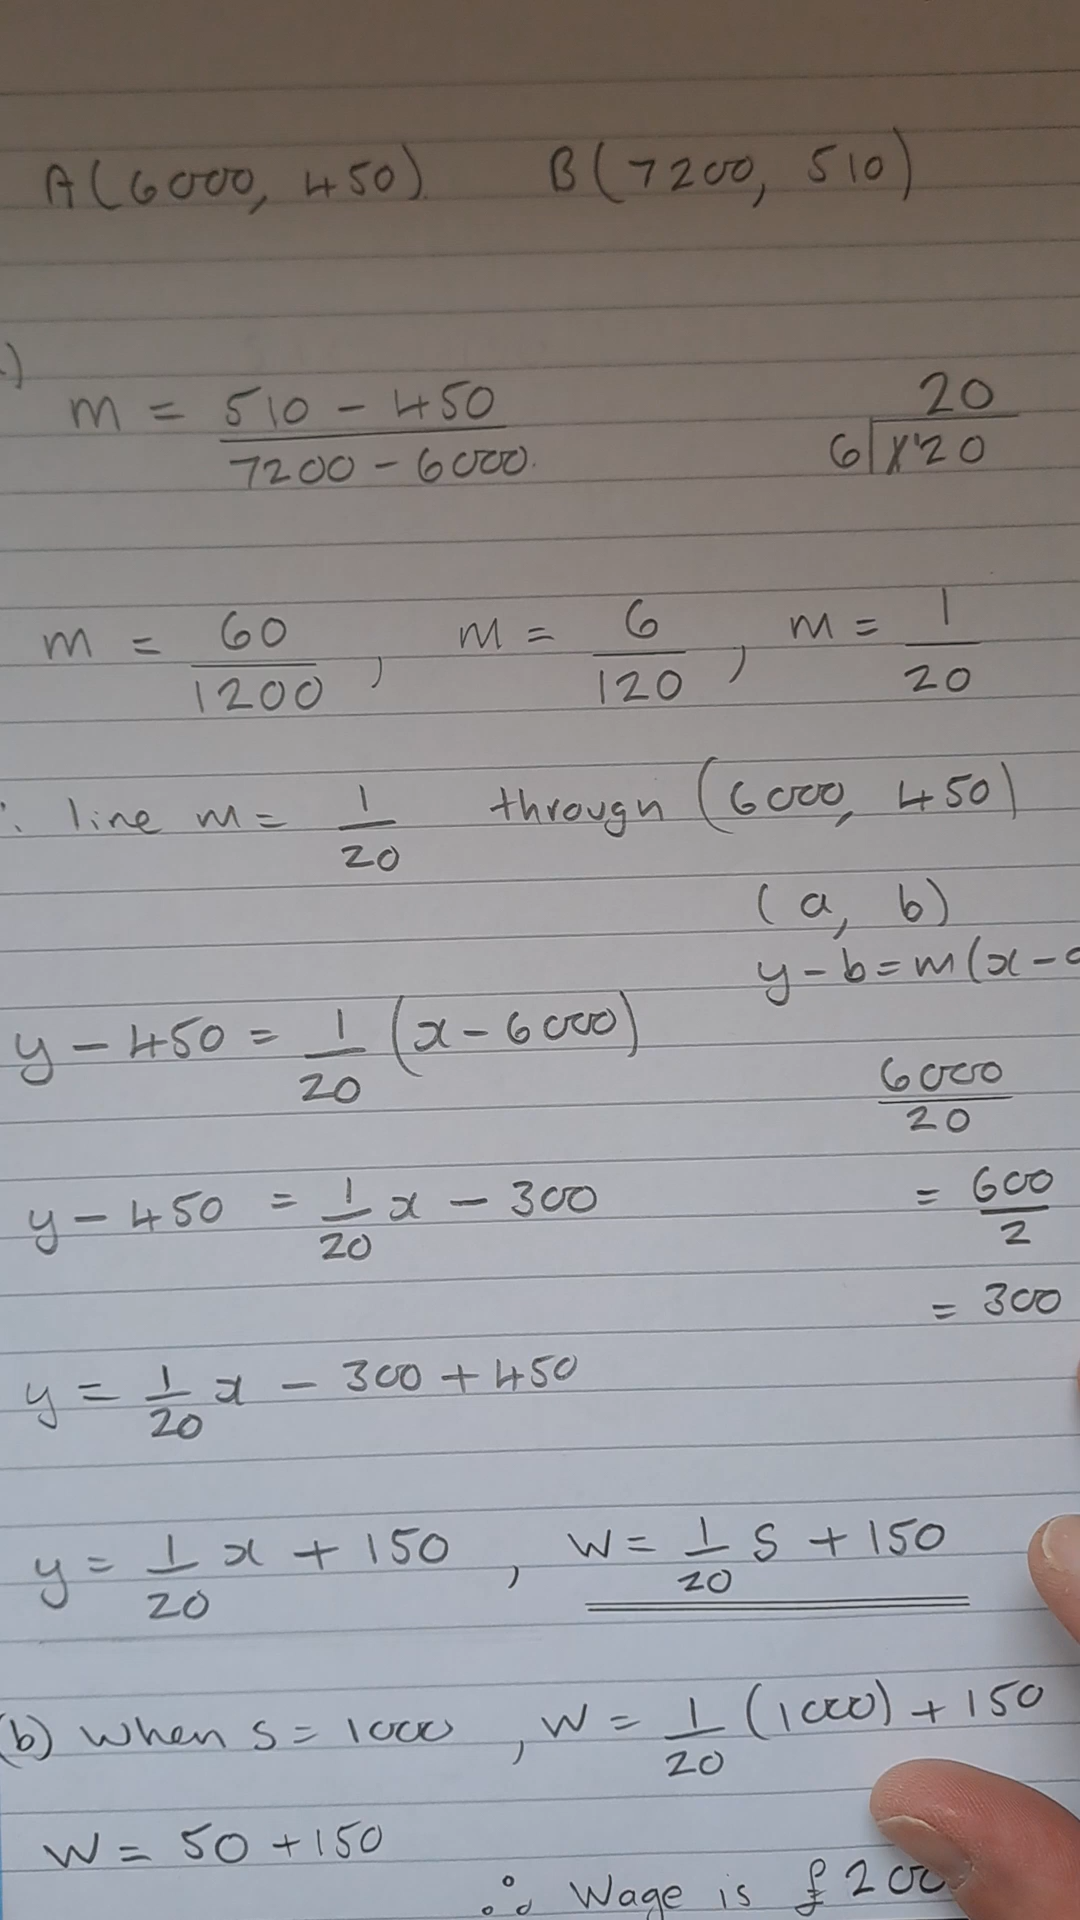 A(6000, 450) B(7200, 510)
)
m = 510 - 450 / 7200 - 6000
20
6 | 120
m = 60/1200, m = 6/120, m = 1/20
∴ line m = 1/20 through (6000, 450)
(a, b)
y - b = m(x -
y - 450 = 1/20 (x - 6000)
6000/20
y - 450 = 1/20 x - 300
= 600/2
= 300
y = 1/20 x - 300 + 450
y = 1/20 x + 150, W = 1/20 S + 150
(b) When S = 1000, W = 1/20 (1000) + 150
W = 50 + 150
∴ Wage is £200